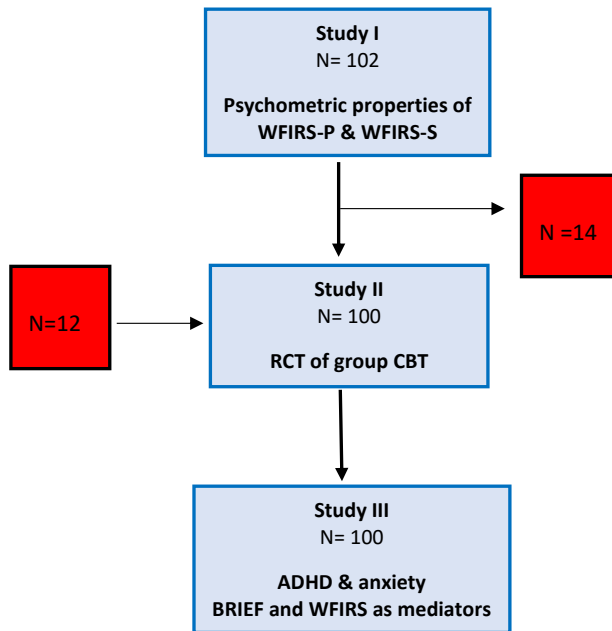 Study I
N= 102
Psychometric properties of
WFIRS-P & WFIRS-S
N =14
Study II
N= 100
RCT of group CBT
N=12
Study III
N= 100
ADHD & anxiety
BRIEF and WFIRS as mediators